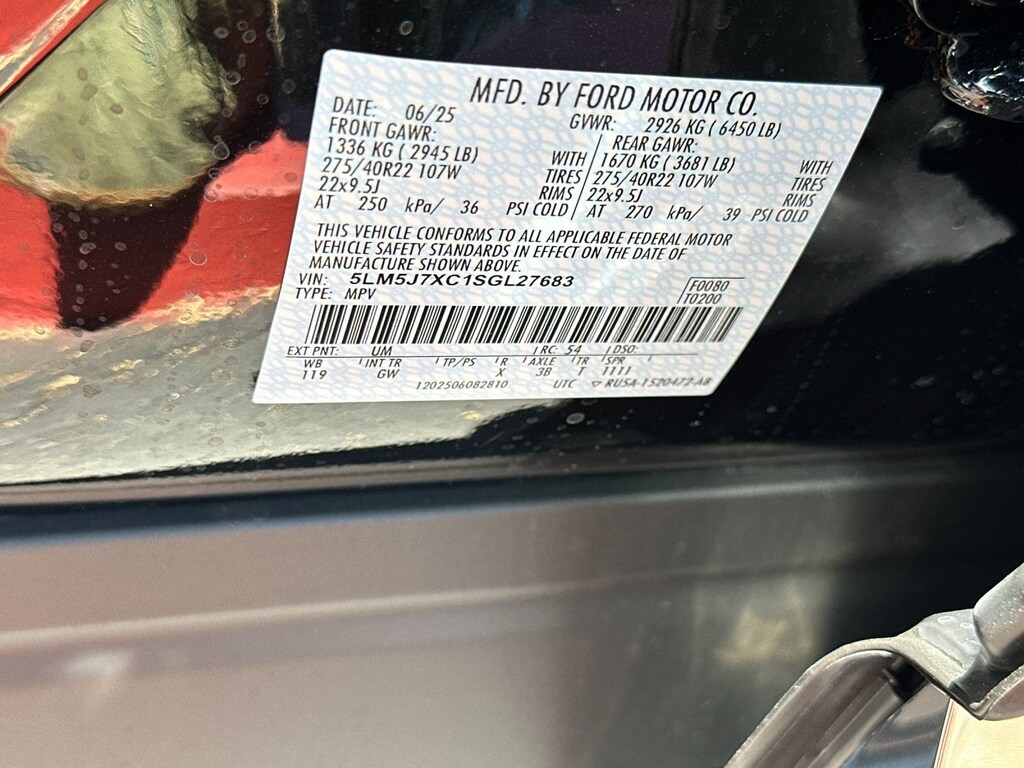 MFD. BY FORD MOTOR CO.
DATE: 06/25 GVWR: 2926 KG ( 6450 LB)
FRONT GAWR: REAR GAWR:
1336 KG ( 2945 LB) WITH 1670 KG ( 3681 LB) WITH
275/40R22 107W TIRES 275/40R22 107W TIRES
22x9.5J RIMS 22x9.5J RIMS
AT 250 kPa/ 36 PSI COLD AT 270 kPa/ 39 PSI COLD
THIS VEHICLE CONFORMS TO ALL APPLICABLE FEDERAL MOTOR
VEHICLE SAFETY STANDARDS IN EFFECT ON THE DATE OF
MANUFACTURE SHOWN ABOVE.
VIN: 5LM5J7XC1SGL27683 F0080
TYPE: MPV T0200
EXT PNT: UM RC: 54 DSO:
WB INT TR TP/PS R AXLE TR SPR
119 GW X 3B T 1111
1202506082810 UTC ▽ RUSA-1520472-AB